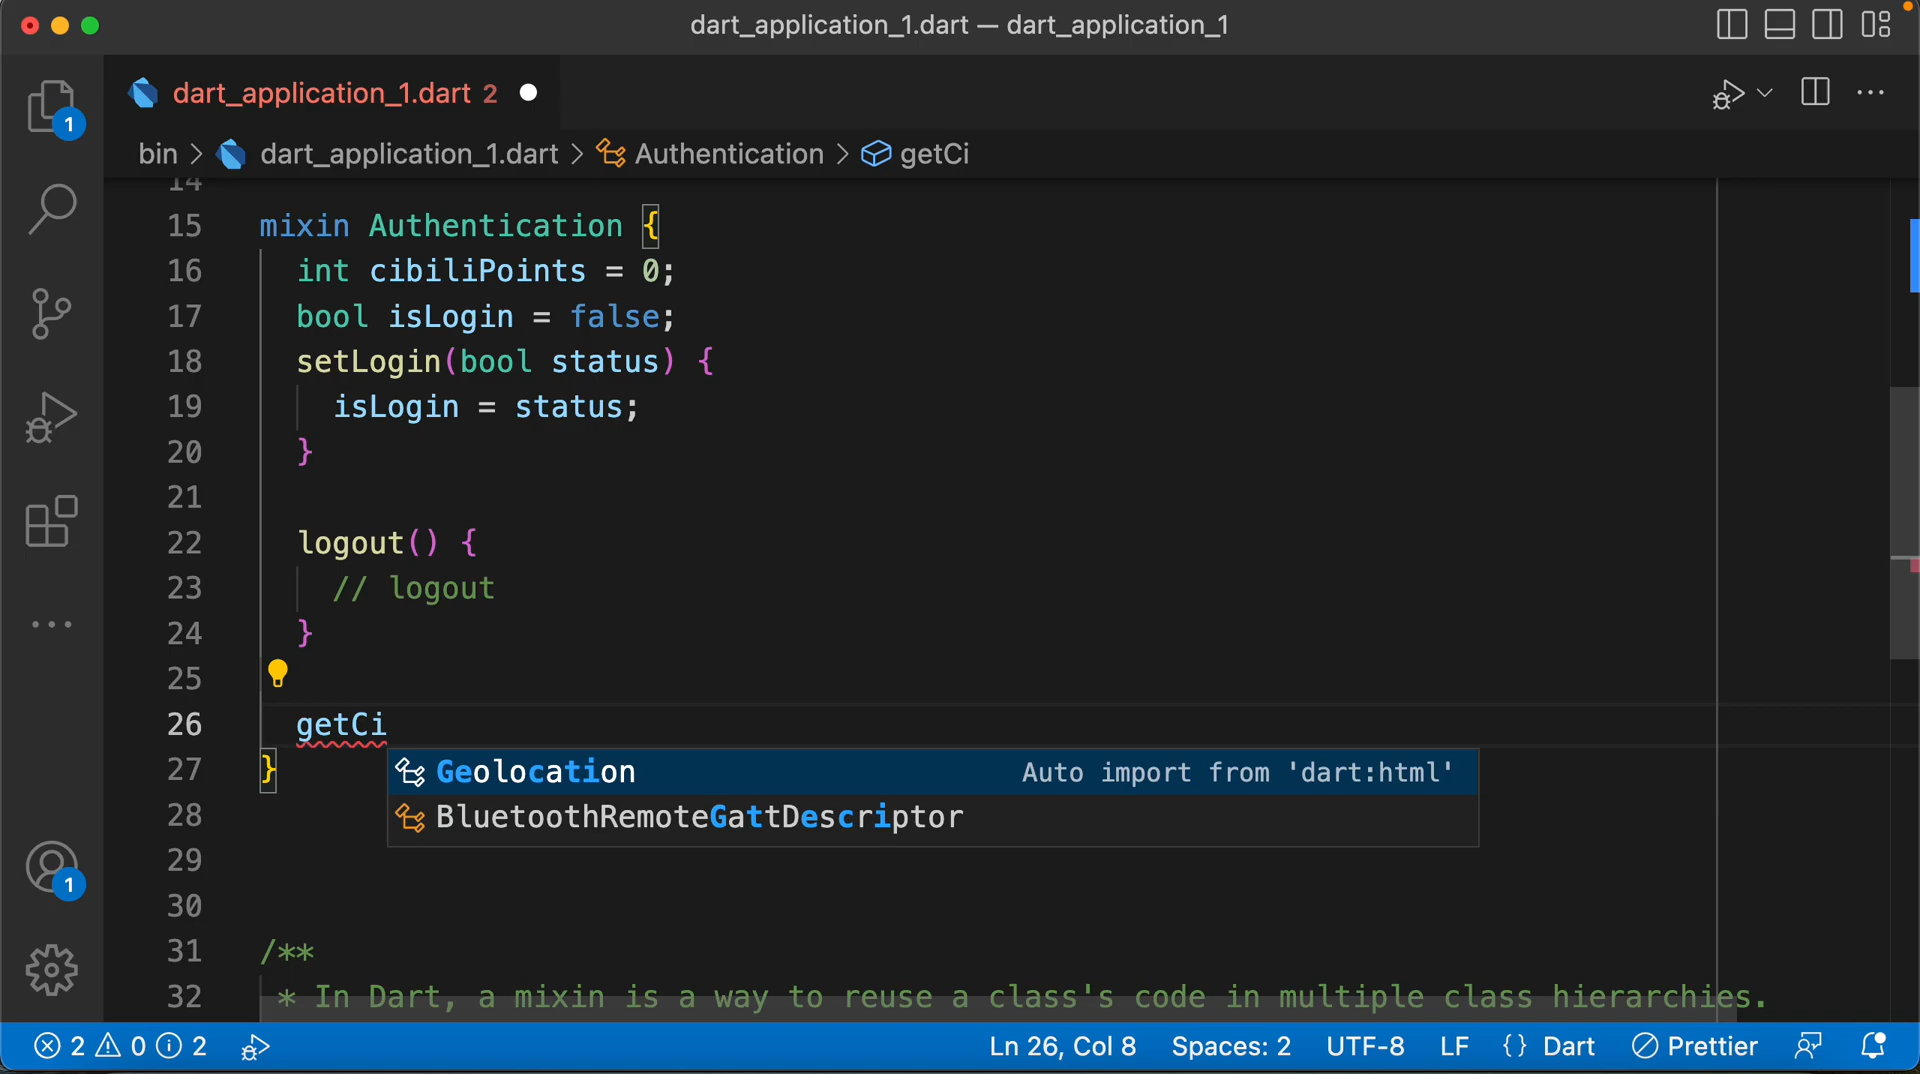 dart_application_1.dart — dart_application_1
dart_application_1.dart 2
bin > dart_application_1.dart > Authentication > getCi
14
15 mixin Authentication {
16 int cibiliPoints = 0;
17 bool isLogin = false;
18 setLogin(bool status) {
19 isLogin = status;
20 }
21
22 logout() {
23 // logout
24 }
25
26 getCi
27 }
Geolocation Auto import from 'dart:html'
BluetoothRemoteGattDescriptor
28
29
30
31 /**
32 * In Dart, a mixin is a way to reuse a class's code in multiple class hierarchies.
1
1
2 0 2 Ln 26, Col 8 Spaces: 2 UTF-8 LF {} Dart Prettier